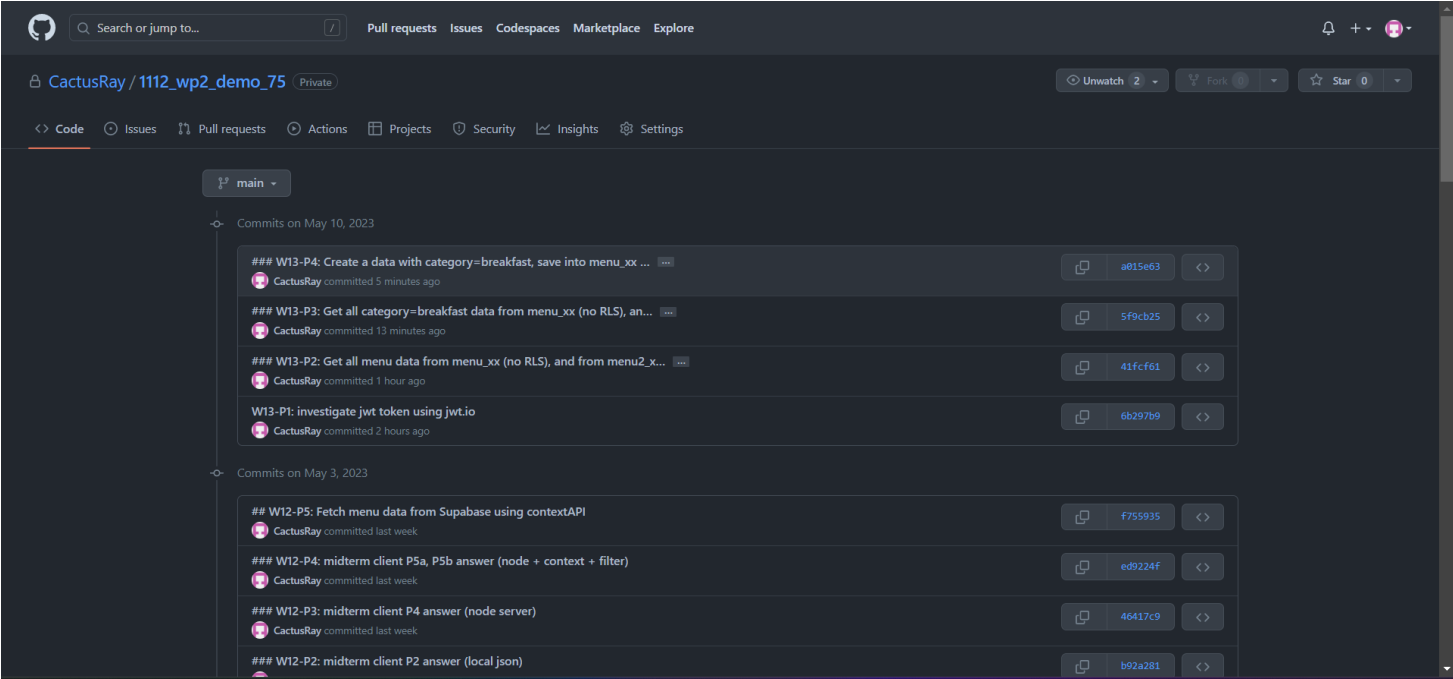 Search or jump to... /
Pull requests Issues Codespaces Marketplace Explore
CactusRay / 1112_wp2_demo_75 Private
Unwatch 2 Fork 0 Star 0
Code Issues Pull requests Actions Projects Security Insights Settings
main
Commits on May 10, 2023
### W13-P4: Create a data with category=breakfast, save into menu_xx ... ...
a015e63
CactusRay committed 5 minutes ago
### W13-P3: Get all category=breakfast data from menu_xx (no RLS), an... ...
5f9cb25
CactusRay committed 13 minutes ago
### W13-P2: Get all menu data from menu_xx (no RLS), and from menu2_x... ...
41fcf61
CactusRay committed 1 hour ago
W13-P1: investigate jwt token using jwt.io
6b297b9
CactusRay committed 2 hours ago
Commits on May 3, 2023
## W12-P5: Fetch menu data from Supabase using contextAPI
f755935
CactusRay committed last week
### W12-P4: midterm client P5a, P5b answer (node + context + filter)
ed9224f
CactusRay committed last week
### W12-P3: midterm client P4 answer (node server)
46417c9
CactusRay committed last week
### W12-P2: midterm client P2 answer (local json)
b92a281